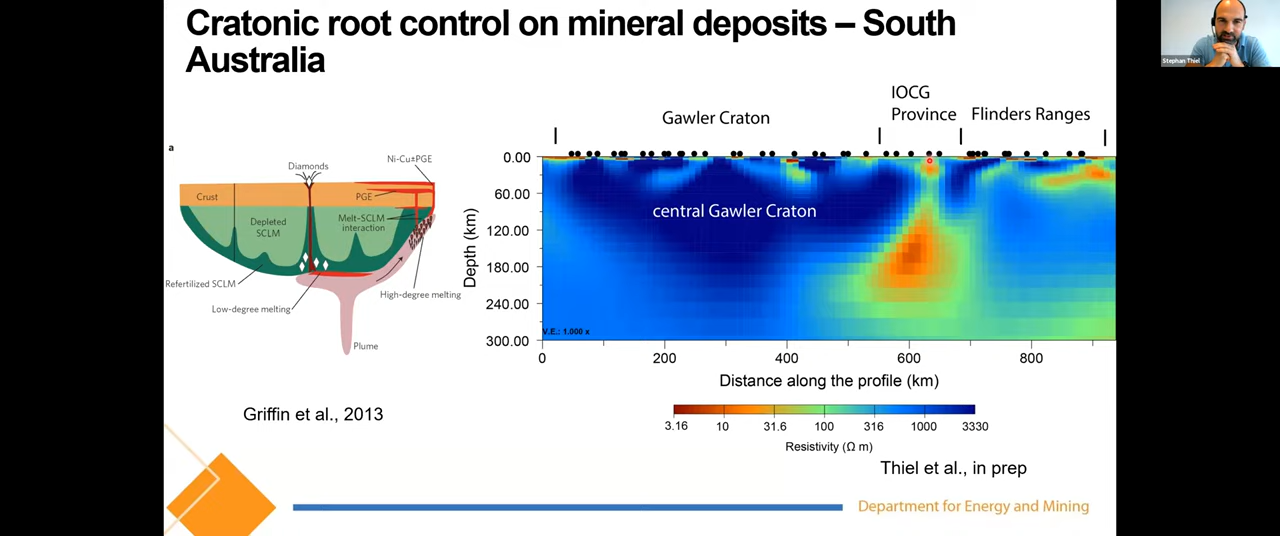 Cratonic root control on mineral deposits – South
Australia
Stephan Thiel
a
Diamonds
Ni-Cu±PGE
Crust
PGE
Depleted
SCLM
Melt-SCLM
interaction
Refertilized SCLM
Low-degree melting
High-degree melting
Plume
Griffin et al., 2013
IOCG
Province
Gawler Craton
Flinders Ranges
central Gawler Craton
Depth (km)
0.00
60.00
120.00
180.00
240.00
300.00
V.E.: 1.000 x
0 200 400 600 800
Distance along the profile (km)
3.16 10 31.6 100 316 1000 3330
Resistivity (Ω m)
Thiel et al., in prep
Department for Energy and Mining